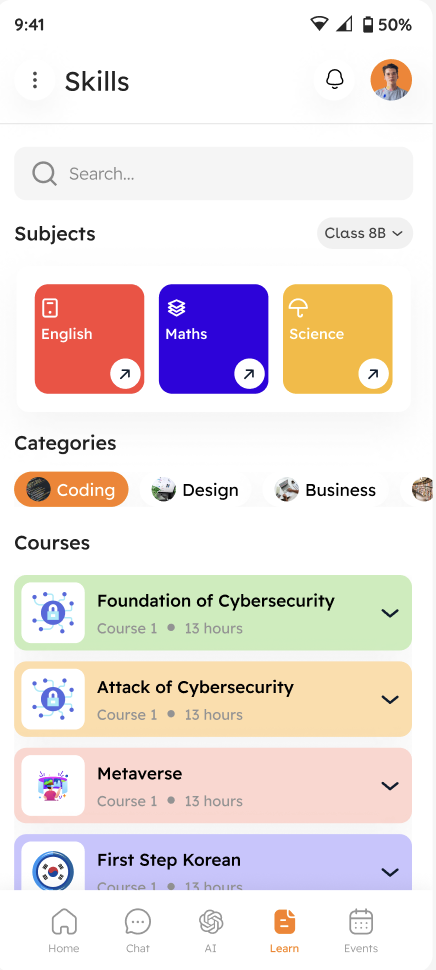 9:41 50%
Skills
Search...
Subjects Class 8B
English Maths Science
Categories
Coding Design Business
Courses
Foundation of Cybersecurity
Course 1 • 13 hours
Attack of Cybersecurity
Course 1 • 13 hours
Metaverse
Course 1 • 13 hours
First Step Korean
Course 1 • 13 hours
Home Chat AI Learn Events